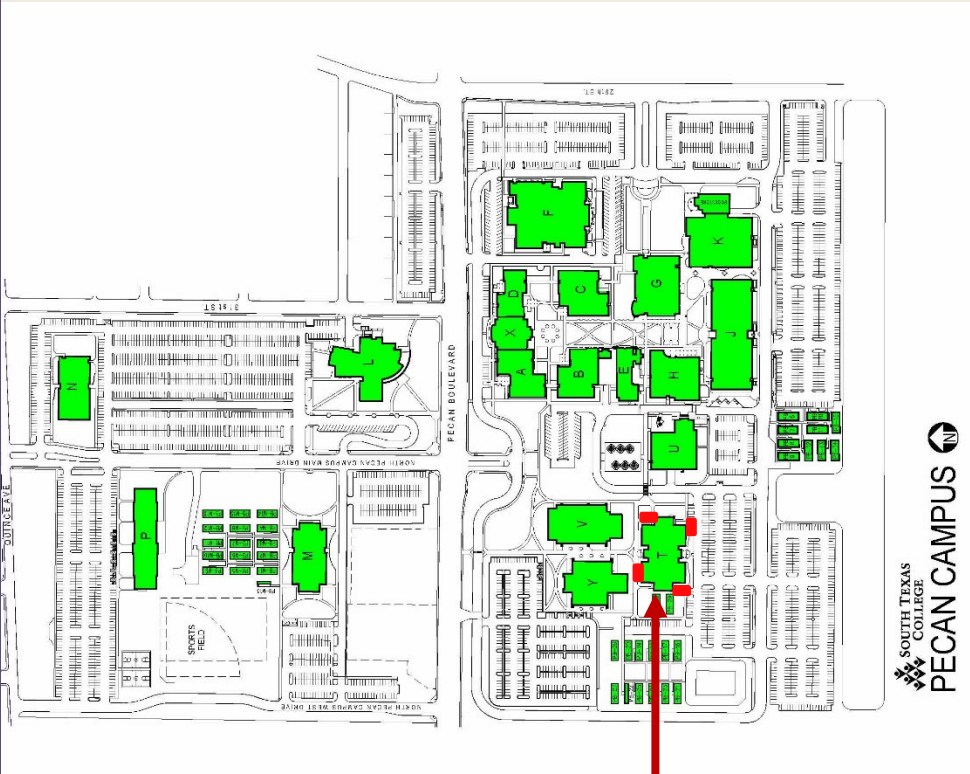 29TH ST.
F
K
G
C
D
X
J
A
B
E
H
31st ST.
L
N
PECAN BOULEVARD
U
NORTH PECAN CAMPUS MAIN DRIVE
QUINCE AVE
P
M
V
T
Y
SPORTS
FIELD
NORTH PECAN CAMPUS WEST DRIVE
SOUTH TEXAS
COLLEGE
PECAN CAMPUS
N